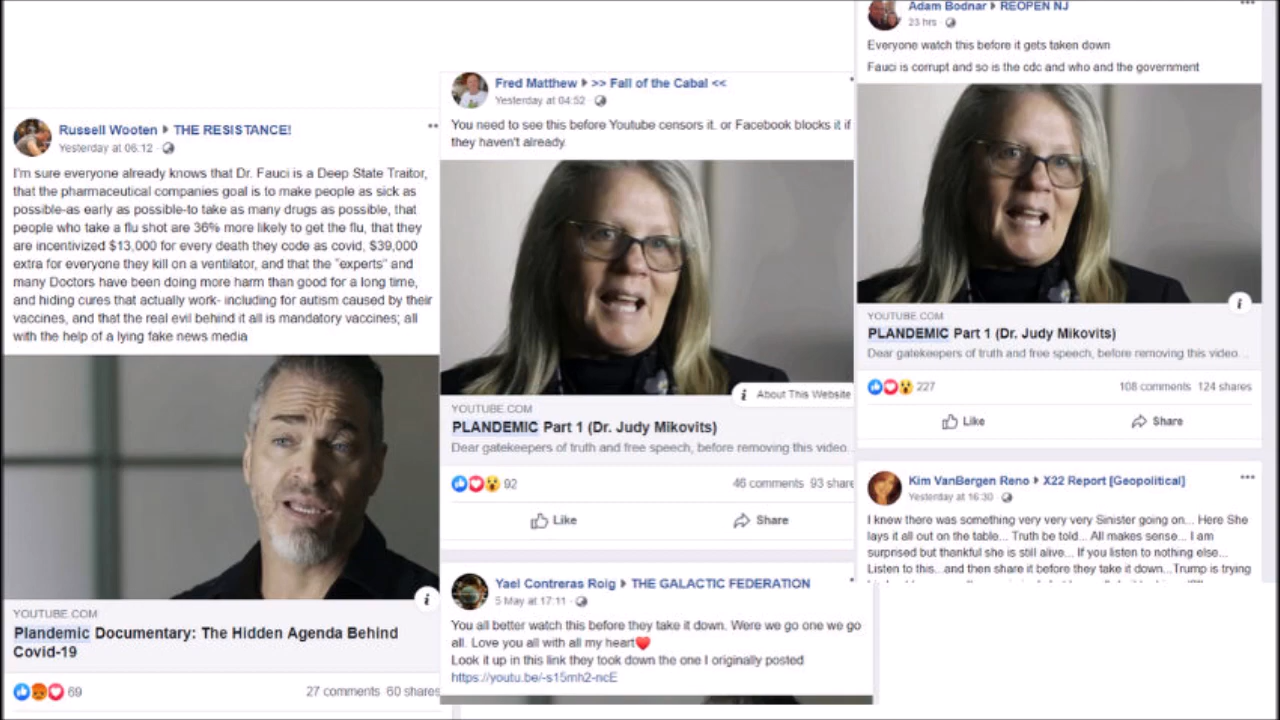 Russell Wooten ▸ THE RESISTANCE!
Yesterday at 06:12 ·
I'm sure everyone already knows that Dr. Fauci is a Deep State Traitor,
that the pharmaceutical companies goal is to make people as sick as
possible-as early as possible-to take as many drugs as possible, that
people who take a flu shot are 36% more likely to get the flu, that they
are incentivized $13,000 for every death they code as covid, $39,000
extra for everyone they kill on a ventilator, and that the "experts" and
many Doctors have been doing more harm than good for a long time,
and hiding cures that actually work- including for autism caused by their
vaccines, and that the real evil behind it all is mandatory vaccines; all
with the help of a lying fake news media
YOUTUBE.COM
Plandemic Documentary: The Hidden Agenda Behind
Covid-19
69
27 comments 60 shares
Fred Matthew ▸ >> Fall of the Cabal <<
Yesterday at 04:52 ·
You need to see this before Youtube censors it. or Facebook blocks it if
they haven't already.
About This Website
YOUTUBE.COM
PLANDEMIC Part 1 (Dr. Judy Mikovits)
Dear gatekeepers of truth and free speech, before removing this video...
92
46 comments 93 share
Like Share
Yael Contreras Roig ▸ THE GALACTIC FEDERATION
5 May at 17:11 ·
You all better watch this before they take it down. Were we go one we go
all. Love you all with all my heart❤
Look it up in this link they took down the one I originally posted
https://youtu.be/-s15mh2-ncE
Adam Bodnar ▸ REOPEN NJ
23 hrs ·
Everyone watch this before it gets taken down
Fauci is corrupt and so is the cdc and who and the government
YOUTUBE.COM
PLANDEMIC Part 1 (Dr. Judy Mikovits)
Dear gatekeepers of truth and free speech, before removing this video...
227
108 comments 124 shares
Like Share
Kim VanBergen Reno ▸ X22 Report [Geopolitical]
Yesterday at 16:30 ·
I knew there was something very very very Sinister going on... Here She
lays it all out on the table... Truth be told... All makes sense... I am
surprised but thankful she is still alive... If you listen to nothing else...
Listen to this...and then share it before they take it down...Trump is trying